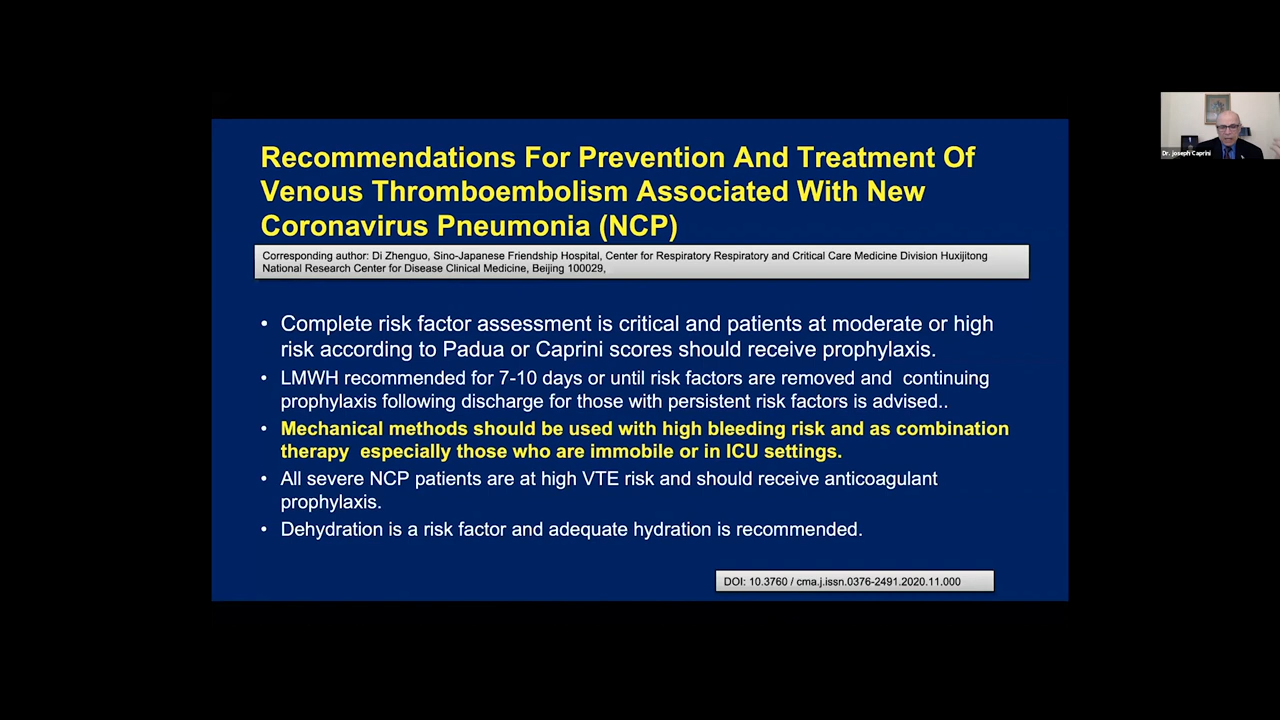 Recommendations For Prevention And Treatment Of
Venous Thromboembolism Associated With New
Coronavirus Pneumonia (NCP)
Corresponding author: Di Zhenguo, Sino-Japanese Friendship Hospital, Center for Respiratory Respiratory and Critical Care Medicine Division Huxijitong
National Research Center for Disease Clinical Medicine, Beijing 100029,
• Complete risk factor assessment is critical and patients at moderate or high
risk according to Padua or Caprini scores should receive prophylaxis.
• LMWH recommended for 7-10 days or until risk factors are removed and continuing
prophylaxis following discharge for those with persistent risk factors is advised..
• Mechanical methods should be used with high bleeding risk and as combination
therapy especially those who are immobile or in ICU settings.
• All severe NCP patients are at high VTE risk and should receive anticoagulant
prophylaxis.
• Dehydration is a risk factor and adequate hydration is recommended.
DOI: 10.3760 / cma.j.issn.0376-2491.2020.11.000
Dr. joseph Caprini